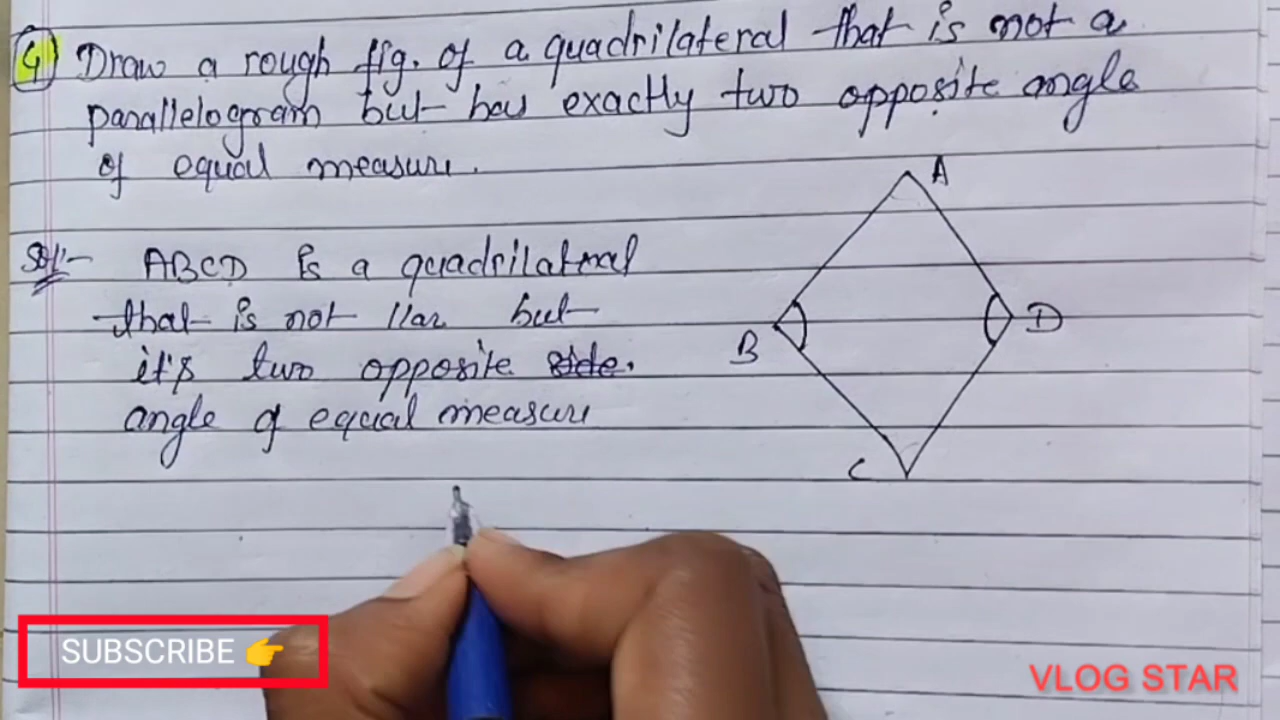 4) Draw a rough fig. of a quadrilateral that is not a
parallelogram but has exactly two opposite angle
of equal measure.
A
Sol:- ABCD is a quadrilateral
that is not llar but
D
B
it's two opposite side.
angle of equal measure
C
SUBSCRIBE 👉
VLOG STAR